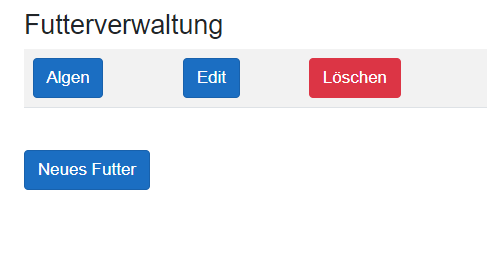 Futterverwaltung
Algen Edit Löschen
Neues Futter